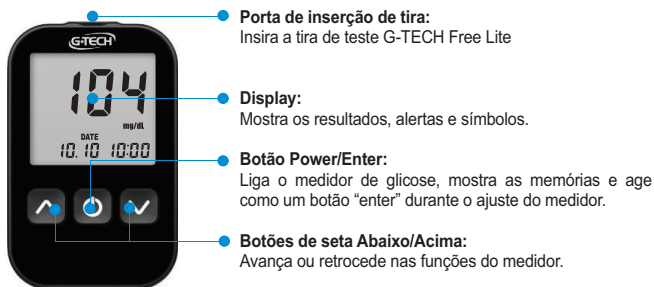 G-TECH
104
mg/dL
DATE
10.10 10:00
Porta de inserção de tira:
Insira a tira de teste G-TECH Free Lite
Display:
Mostra os resultados, alertas e símbolos.
Botão Power/Enter:
Liga o medidor de glicose, mostra as memórias e age
como um botão “enter” durante o ajuste do medidor.
Botões de seta Abaixo/Acima:
Avança ou retrocede nas funções do medidor.